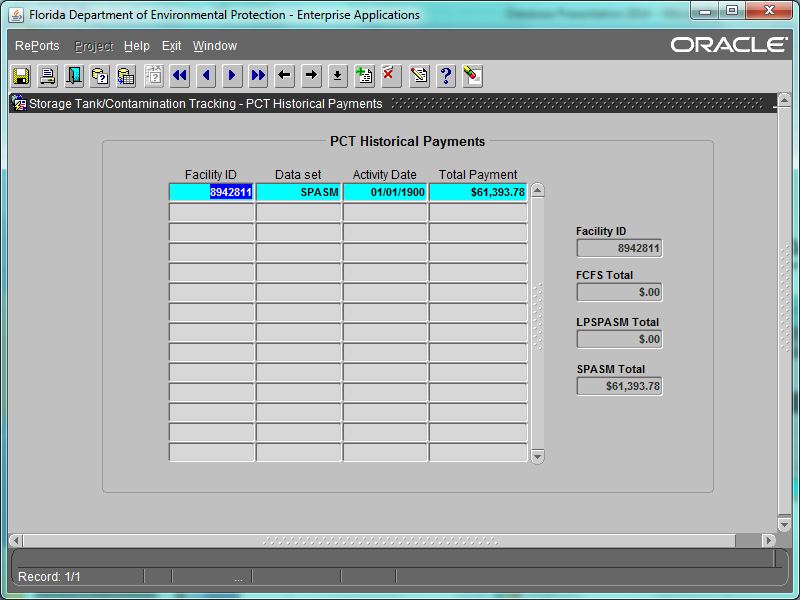 Florida Department of Environmental Protection - Enterprise Applications
RePorts Project Help Exit Window
ORACLE
Storage Tank/Contamination Tracking - PCT Historical Payments
PCT Historical Payments
Facility ID Data set Activity Date Total Payment
8942811 SPASM 01/01/1900 $61,393.78
Facility ID
8942811
FCFS Total
$.00
LPSPASM Total
$.00
SPASM Total
$61,393.78
Record: 1/1 ...